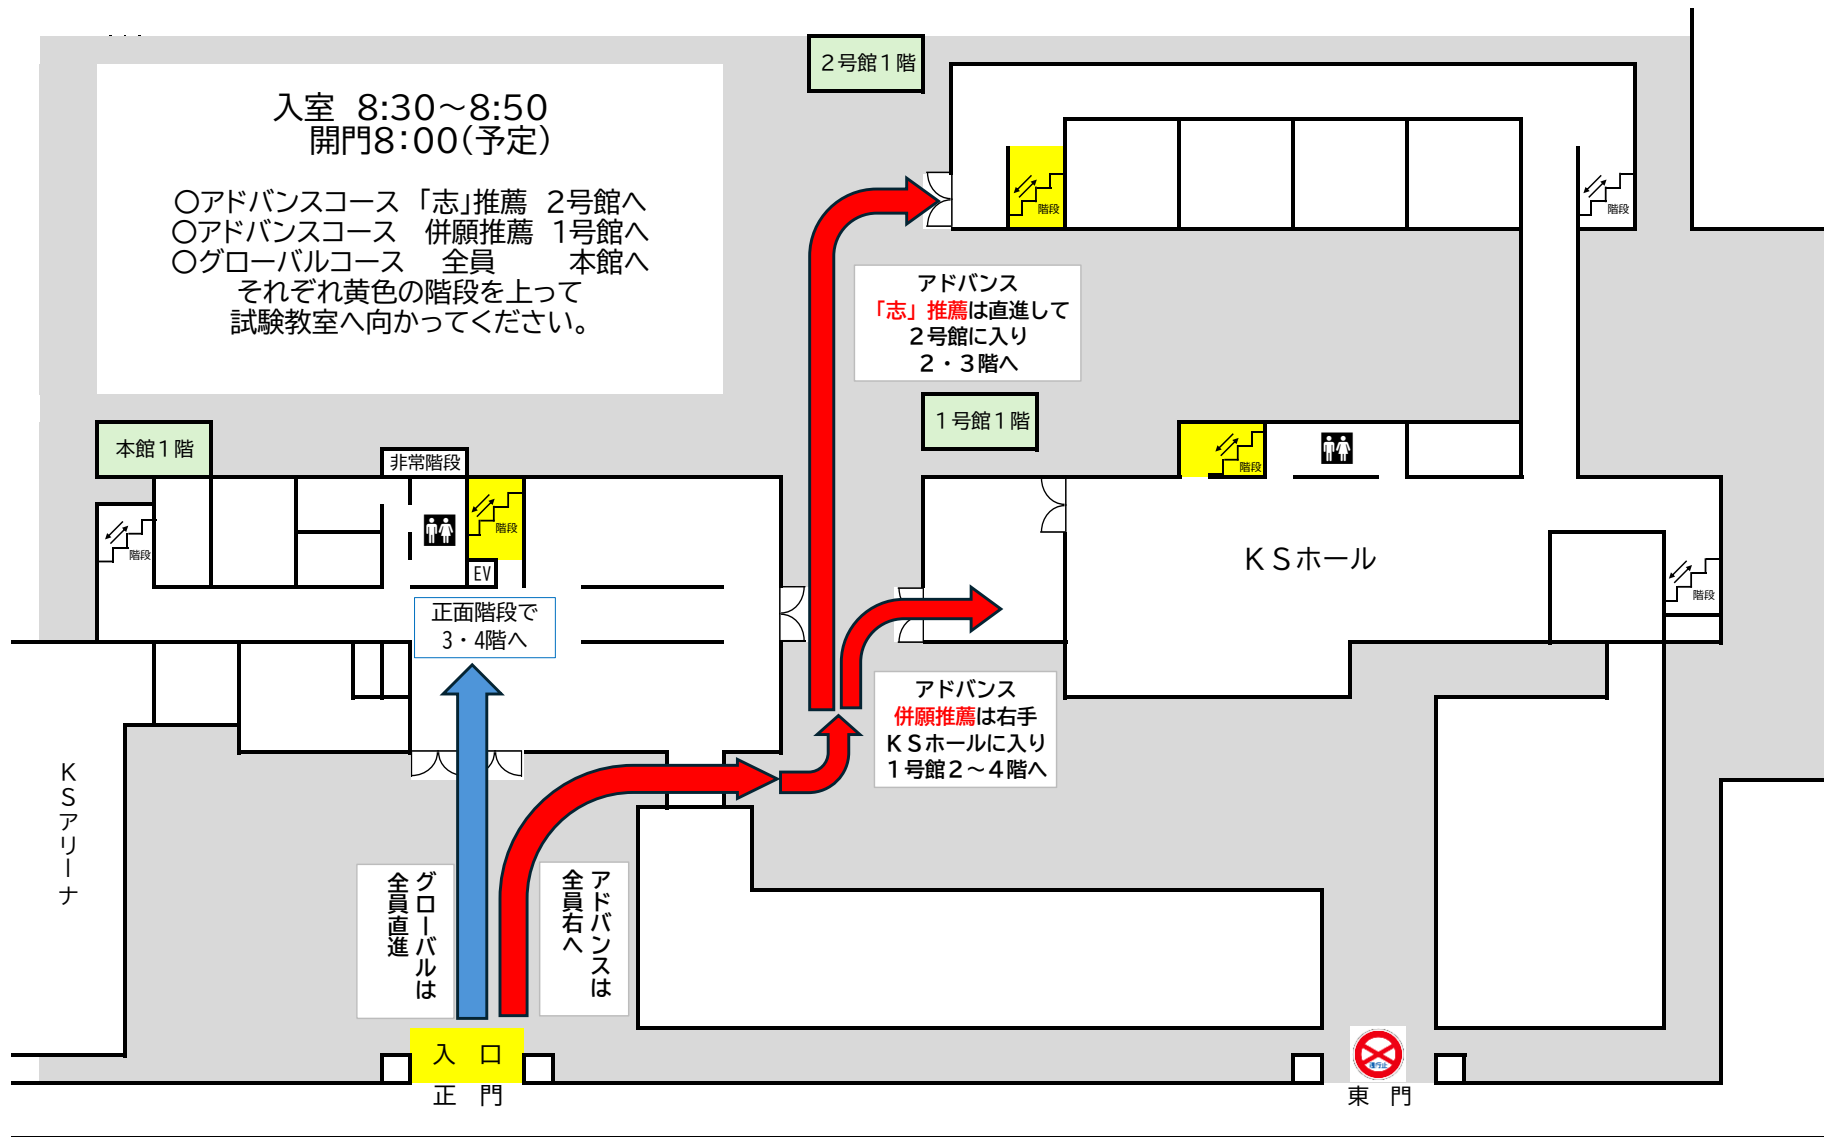 ２号館１階
入室　8:30～8:50
開門8：00（予定）
〇アドバンスコース　「志」推薦　2号館へ
〇アドバンスコース　併願推薦　1号館へ
〇グローバルコース　全員　本館へ
それぞれ黄色の階段を上って
試験教室へ向かってください。
階段
階段
アドバンス
「志」推薦は直進して
２号館に入り
２・３階へ
１号館１階
本館１階
非常階段
階段
階段
階段
EV
ＫＳホール
階段
正面階段で
3・4階へ
アドバンス
併願推薦は右手
ＫＳホールに入り
１号館２～４階へ
ＫＳアリーナ
グローバルは
全員直進
アドバンスは
全員右へ
入　口
正　門
東　門